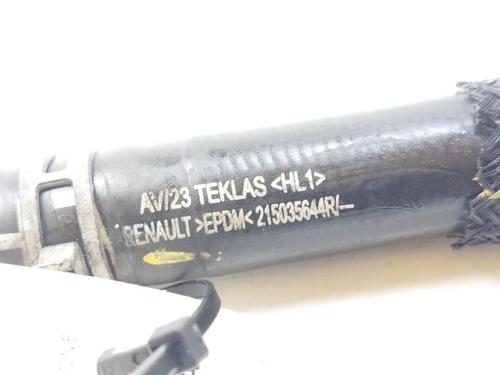 AV/23 TEKLAS <HL1>
RENAULT >EPDM< 215035644R/---